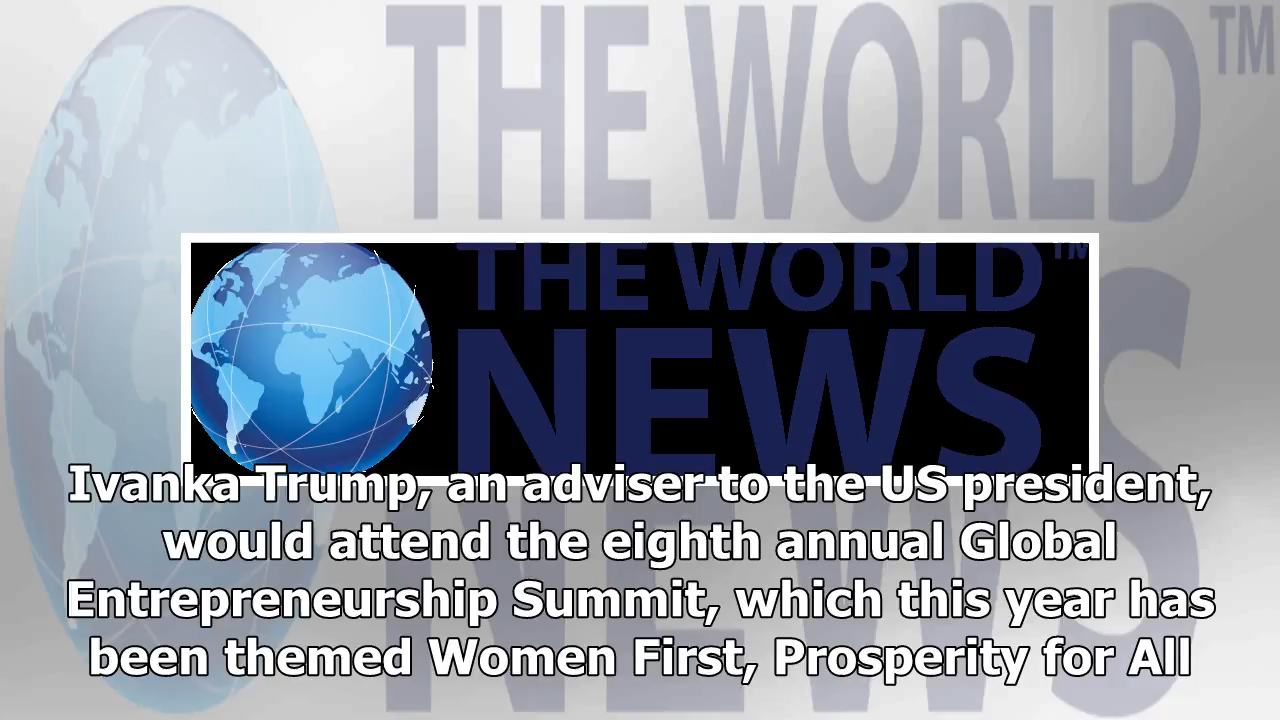 THE WORLD™
THE WORLD™
NEWS
NEWS
Ivanka Trump, an adviser to the US president,
would attend the eighth annual Global
Entrepreneurship Summit, which this year has
been themed Women First, Prosperity for All